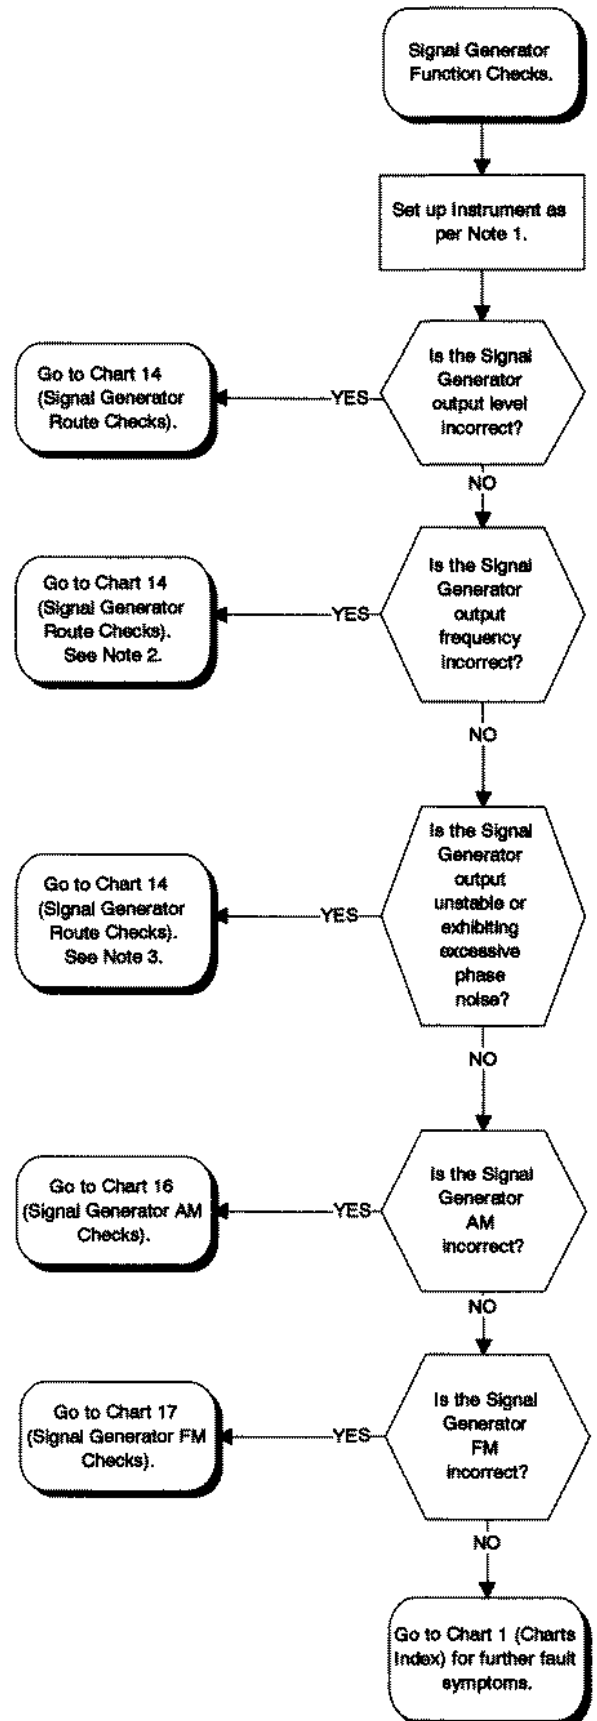 Signal Generator
Function Checks.
Set up Instrument as
per Note 1.
Is the Signal
Generator
output level
incorrect?
YES
Go to Chart 14
(Signal Generator
Route Checks).
NO
Is the Signal
Generator
output
frequency
incorrect?
YES
Go to Chart 14
(Signal Generator
Route Checks).
See Note 2.
NO
Is the Signal
Generator
output
unstable or
exhibiting
excessive
phase
noise?
YES
Go to Chart 14
(Signal Generator
Route Checks).
See Note 3.
NO
Is the Signal
Generator
AM
incorrect?
YES
Go to Chart 16
(Signal Generator AM
Checks).
NO
Is the Signal
Generator
FM
incorrect?
YES
Go to Chart 17
(Signal Generator FM
Checks).
NO
Go to Chart 1 (Charts
Index) for further fault
symptoms.